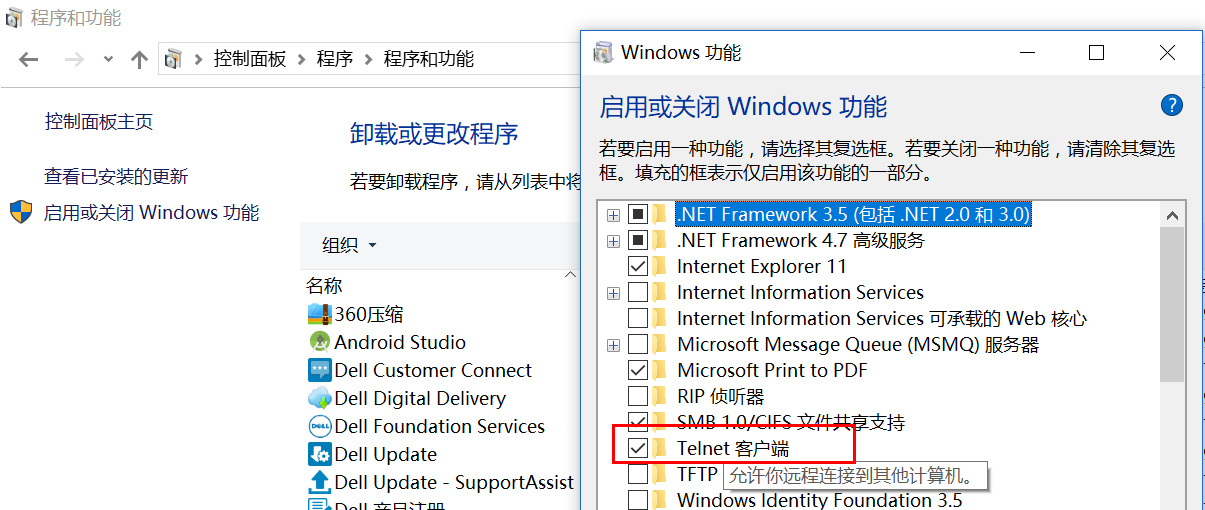 程序和功能
控制面板 程序 程序和功能
控制面板主页
查看已安装的更新
启用或关闭 Windows 功能
卸载或更改程序
若要卸载程序，请从列表中将
组织
名称
360压缩
Android Studio
Dell Customer Connect
Dell Digital Delivery
Dell Foundation Services
Dell Update
Dell Update - SupportAssist
Dell 产品注册
Windows 功能
启用或关闭 Windows 功能
若要启用一种功能，请选择其复选框。若要关闭一种功能，请清除其复选
框。填充的框表示仅启用该功能的一部分。
.NET Framework 3.5 (包括 .NET 2.0 和 3.0)
.NET Framework 4.7 高级服务
Internet Explorer 11
Internet Information Services
Internet Information Services 可承载的 Web 核心
Microsoft Message Queue (MSMQ) 服务器
Microsoft Print to PDF
RIP 侦听器
SMB 1.0/CIFS 文件共享支持
Telnet 客户端
TFTP
允许你远程连接到其他计算机。
Windows Identity Foundation 3.5